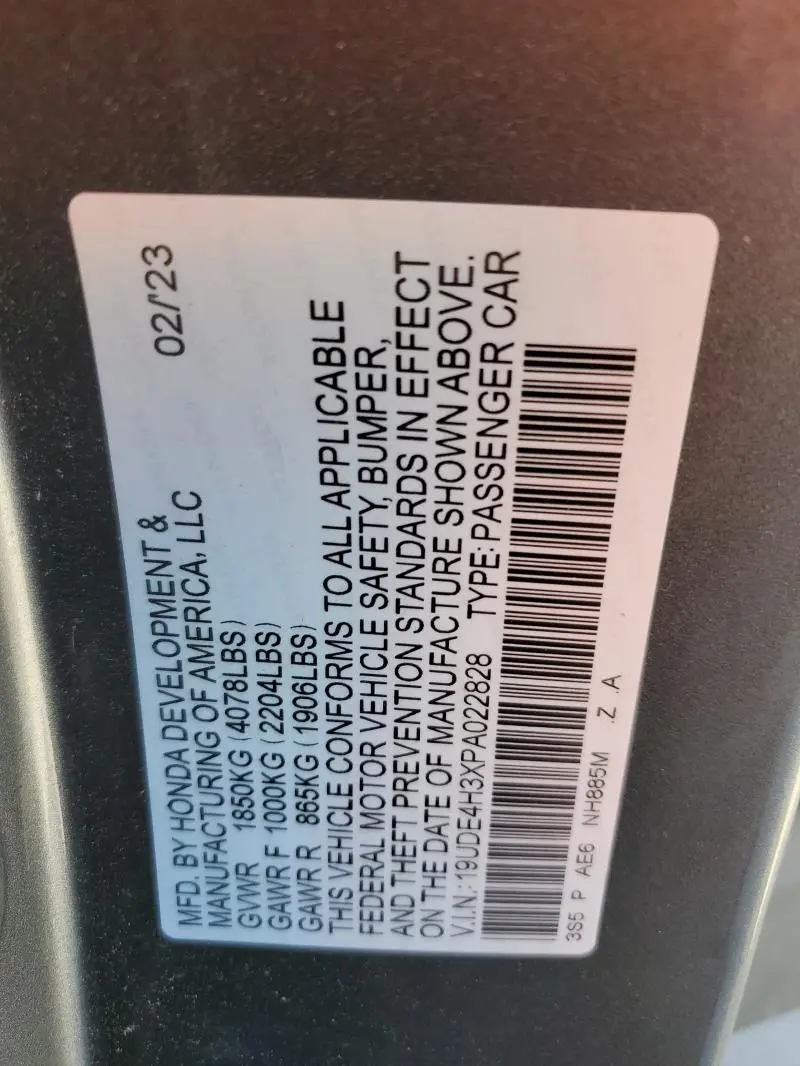 02/'23
MFD. BY HONDA DEVELOPMENT &
MANUFACTURING OF AMERICA, LLC
GVWR 1850KG (4078LBS)
GAWR F 1000KG (2204LBS)
GAWR R 865KG (1906LBS)
THIS VEHICLE CONFORMS TO ALL APPLICABLE
FEDERAL MOTOR VEHICLE SAFETY, BUMPER,
AND THEFT PREVENTION STANDARDS IN EFFECT
ON THE DATE OF MANUFACTURE SHOWN ABOVE.
V.I.N.: 19UDE4H3XPA022828 TYPE: PASSENGER CAR
3S5 P AE6 NH885M .Z .A